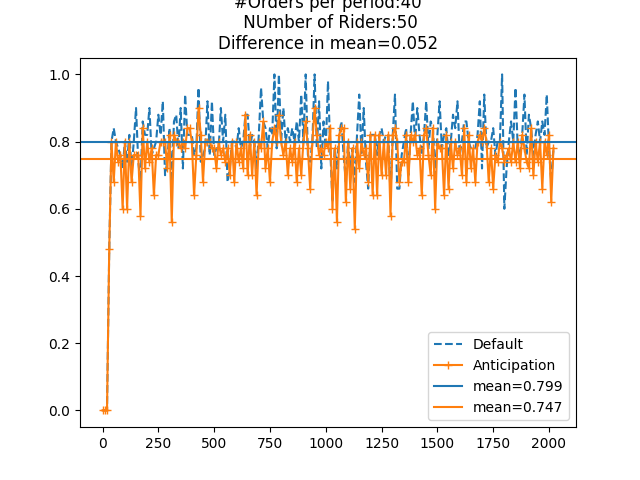 #Orders per period:40
NUmber of Riders:50
Difference in mean=0.052
1.0
0.8
0.6
0.4
0.2
0.0
Default
Anticipation
mean=0.799
mean=0.747
0 250 500 750 1000 1250 1500 1750 2000